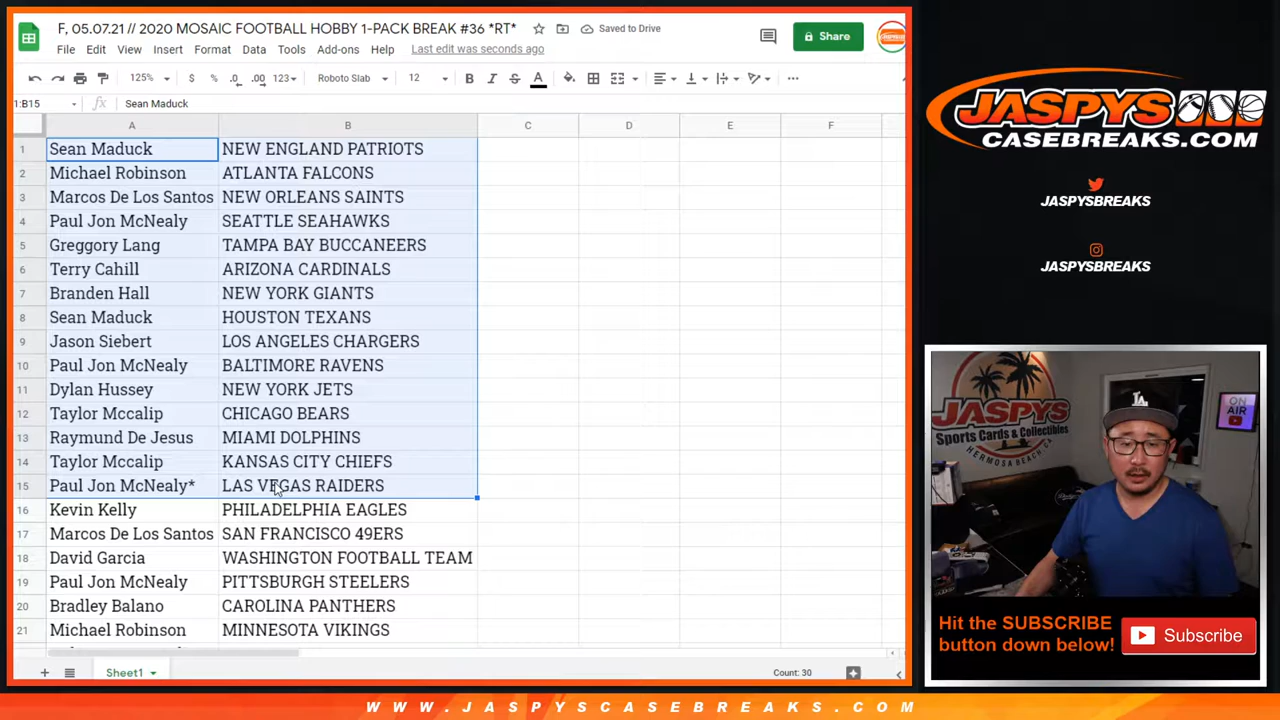 F, 05.07.21 // 2020 MOSAIC FOOTBALL HOBBY 1-PACK BREAK #36 *RT*
Saved to Drive
Share
File Edit View Insert Format Data Tools Add-ons Help Last edit was seconds ago
125% $ % .0 .00 123 Roboto Slab 12 B I S A
1:B15 fx Sean Maduck
A B C D E F
1 Sean Maduck NEW ENGLAND PATRIOTS
2 Michael Robinson ATLANTA FALCONS
3 Marcos De Los Santos NEW ORLEANS SAINTS
4 Paul Jon McNealy SEATTLE SEAHAWKS
5 Greggory Lang TAMPA BAY BUCCANEERS
6 Terry Cahill ARIZONA CARDINALS
7 Branden Hall NEW YORK GIANTS
8 Sean Maduck HOUSTON TEXANS
9 Jason Siebert LOS ANGELES CHARGERS
10 Paul Jon McNealy BALTIMORE RAVENS
11 Dylan Hussey NEW YORK JETS
12 Taylor Mccalip CHICAGO BEARS
13 Raymund De Jesus MIAMI DOLPHINS
14 Taylor Mccalip KANSAS CITY CHIEFS
15 Paul Jon McNealy* LAS VEGAS RAIDERS
16 Kevin Kelly PHILADELPHIA EAGLES
17 Marcos De Los Santos SAN FRANCISCO 49ERS
18 David Garcia WASHINGTON FOOTBALL TEAM
19 Paul Jon McNealy PITTSBURGH STEELERS
20 Bradley Balano CAROLINA PANTHERS
21 Michael Robinson MINNESOTA VIKINGS
Sheet1
Count: 30
JASPYS
CASEBREAKS.COM
JASPYSBREAKS
JASPYSBREAKS
JASPYS
Sports Cards & Collectibles
HERMOSA BEACH, CA
ON AIR
LA
Hit the SUBSCRIBE
button down below!
Subscribe
WWW.JASPYSCASEBREAKS.COM